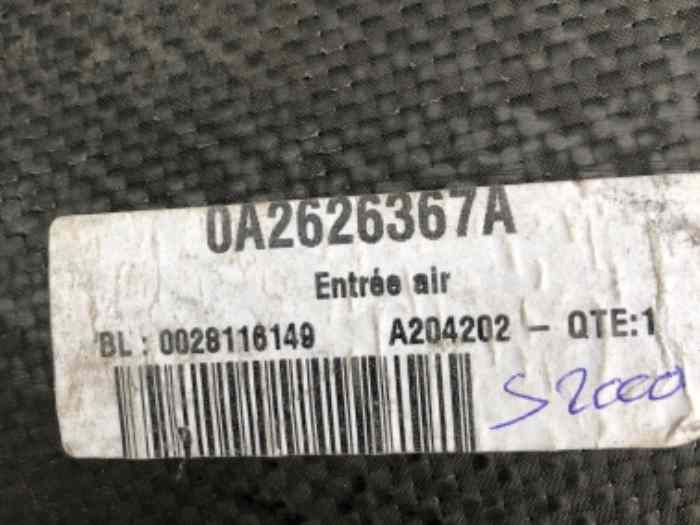 0A2626367A
Entrée air
BL : 0028116149 A204202 - QTE:1
S2000